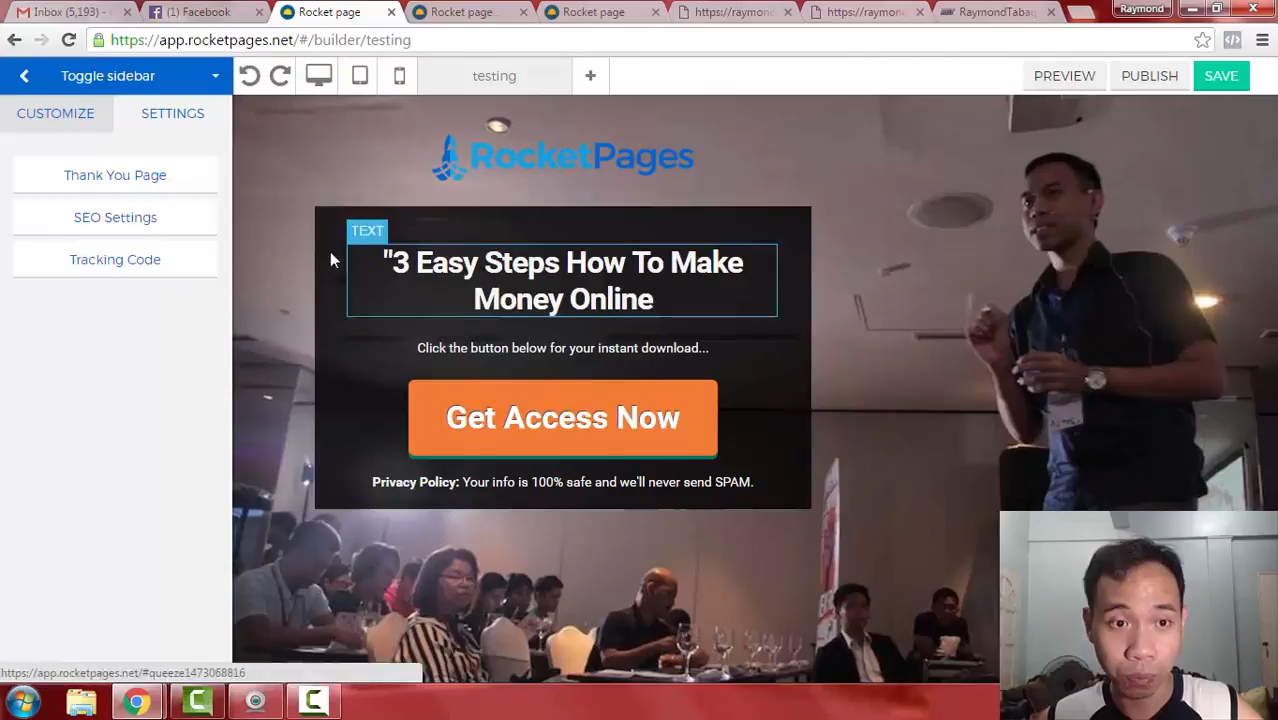 Inbox (5,193) -
(1) Facebook
Rocket page
Rocket page
Rocket page
https://raymond
https://raymond
RaymondTabaq
Raymond
https://app.rocketpages.net/#/builder/testing
Toggle sidebar
testing
PREVIEW
PUBLISH
SAVE
CUSTOMIZE
SETTINGS
Thank You Page
SEO Settings
Tracking Code
RocketPages
TEXT
"3 Easy Steps How To Make
Money Online
Click the button below for your instant download...
Get Access Now
Privacy Policy: Your info is 100% safe and we'll never send SPAM.
https://app.rocketpages.net/#queeze1473068816